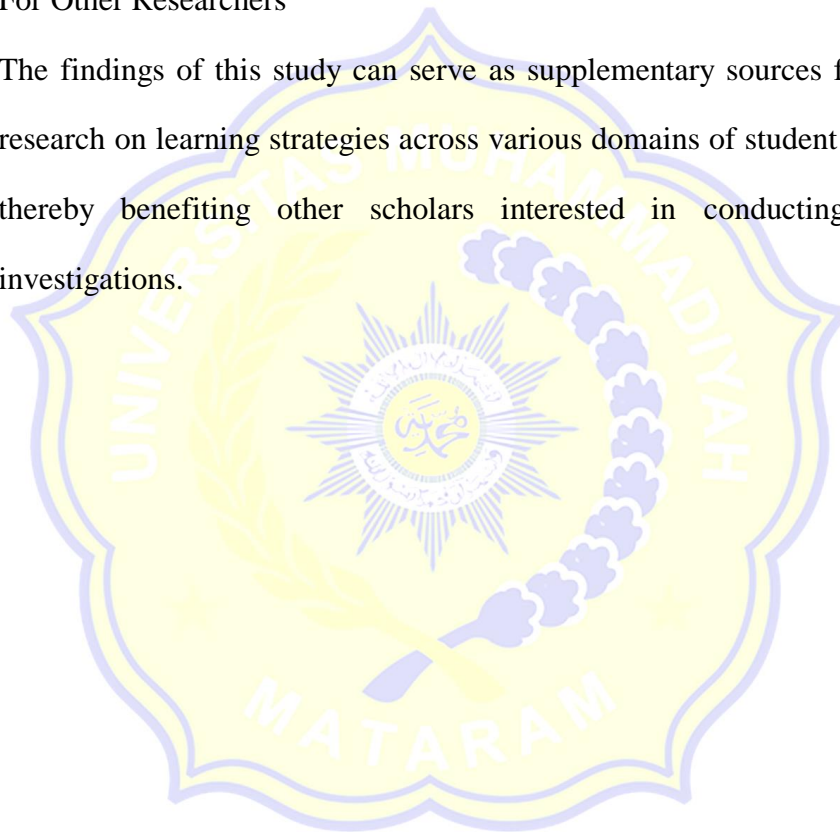 For Other Researchers
The findings of this study can serve as supplementary sources
research on learning strategies across various domains of student
thereby benefiting other scholars interested in conducting
investigations.
UNIVERSITAS MUHAMMADIYAH
MATARAM